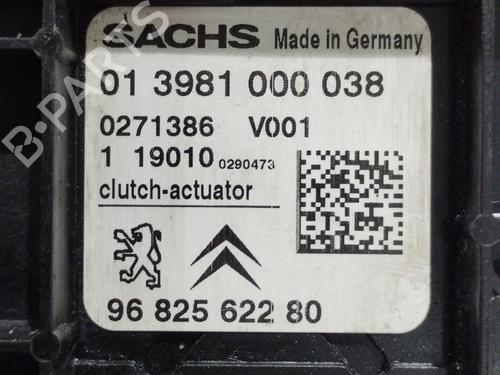 SACHS Made in Germany
01 3981 000 038
0271386 V001
1 19010 0290473
clutch-actuator
96 825 622 80
B-PARTS